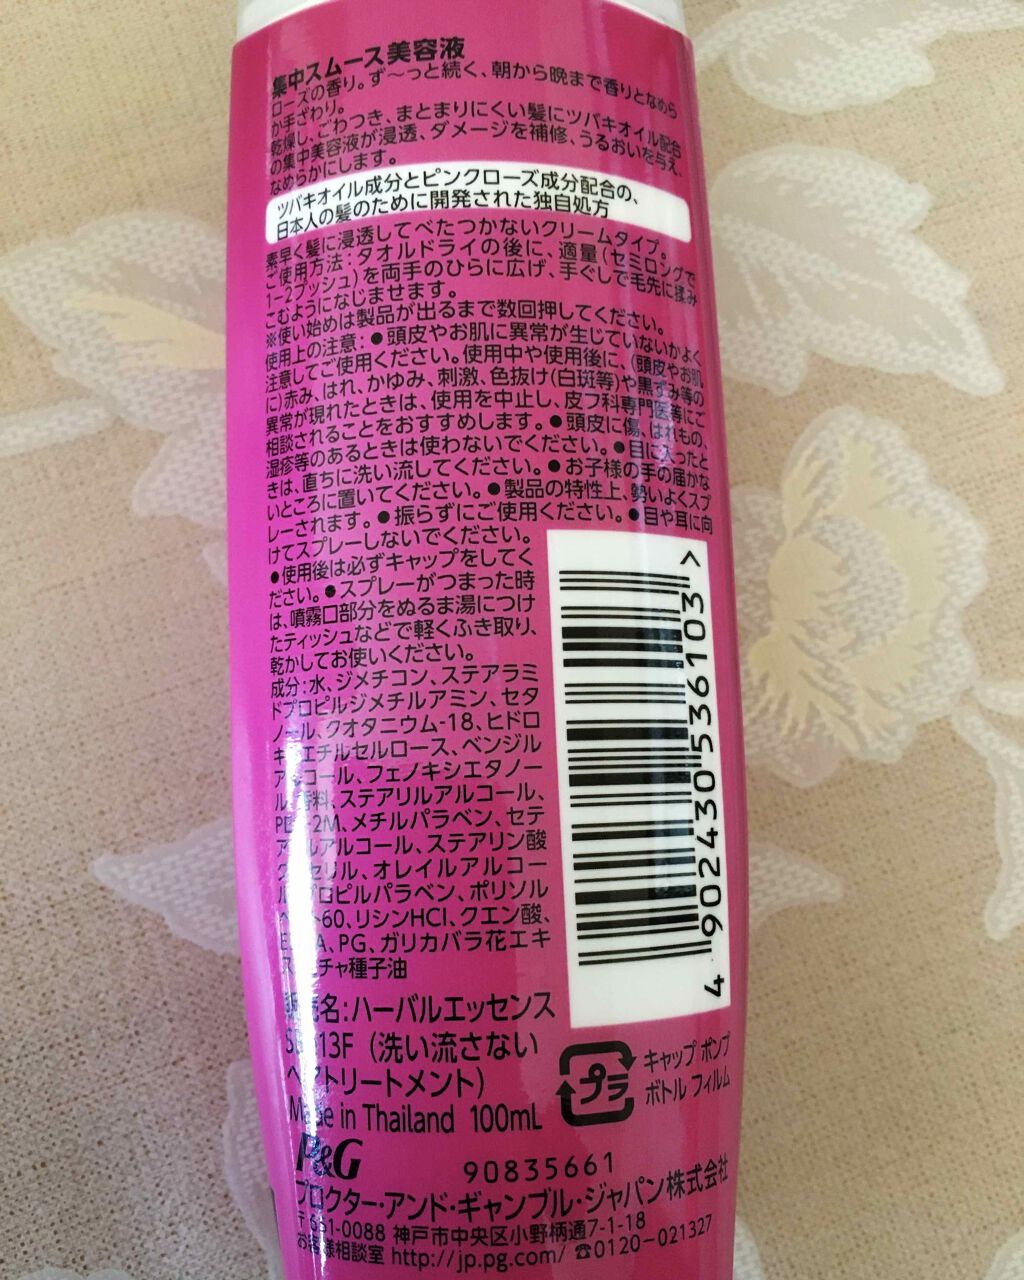 集中スムース美容液
ローズの香り。ず〜っと続く、朝から晩まで香りとなめら
か手ざわり。
乾燥し、ごわつき、まとまりにくい髪にツバキオイル配合
の集中美容液が浸透、ダメージを補修、うるおいを与え、
なめらかにします。
ツバキオイル成分とピンクローズ成分配合の、
日本人の髪のために開発された独自処方
素早く髪に浸透してべたつかないクリームタイプ。
ご使用方法:タオルドライの後に、適量(セミロングで
1-2プッシュ)を両手のひらに広げ、手ぐしで毛先に揉み
こむようになじませます。
※使い始めは製品が出るまで数回押してください。
使用上の注意:●頭皮やお肌に異常が生じていないかよく
注意してご使用ください。使用中や使用後に、(頭皮やお肌
に)赤み、はれ、かゆみ、刺激、色抜け(白斑等)や黒ずみ等の
異常が現れたときは、使用を中止し、皮フ科専門医等にご
相談されることをおすすめします。●頭皮に傷、はれもの、
湿疹等のあるときは使わないでください。●目に入ったと
きは、直ちに洗い流してください。●お子様の手の届かな
いところに置いてください。●製品の特性上、勢いよくスプ
レーされます。●振らずにご使用ください。●目や耳に向
けてスプレーしないでください。
●使用後は必ずキャップをしてく
ださい。●スプレーがつまった時
は、噴霧口部分をぬるま湯につけ
たティッシュなどで軽くふき取り、
乾かしてお使いください。
成分:水、ジメチコン、ステアラミ
ドプロピルジメチルアミン、セタ
ノール、クオタニウム-18、ヒドロ
キシエチルセルロース、ベンジル
アルコール、フェノキシエタノー
ル、香料、ステアリルアルコール、
-2M、メチルパラベン、セテ
アリルアルコール、ステアリン酸
グリセリル、オレイルアルコー
ル、プロピルパラベン、ポリソル
ベート60、リシンHCl、クエン酸、
PG、ガリカバラ花エキ
ス、チャ種子油
販売名:ハーバルエッセンス
13F (洗い流さない
ヘアトリートメント)
Made in Thailand 100mL
4 902430 536103 >
プラ
キャップ ポンプ
ボトル フィルム
P&G
90835661
プロクター・アンド・ギャンブル・ジャパン株式会社
〒651-0088 神戸市中央区小野柄通7-1-18
お客様相談室 http://jp.pg.com/ ☎0120-021327